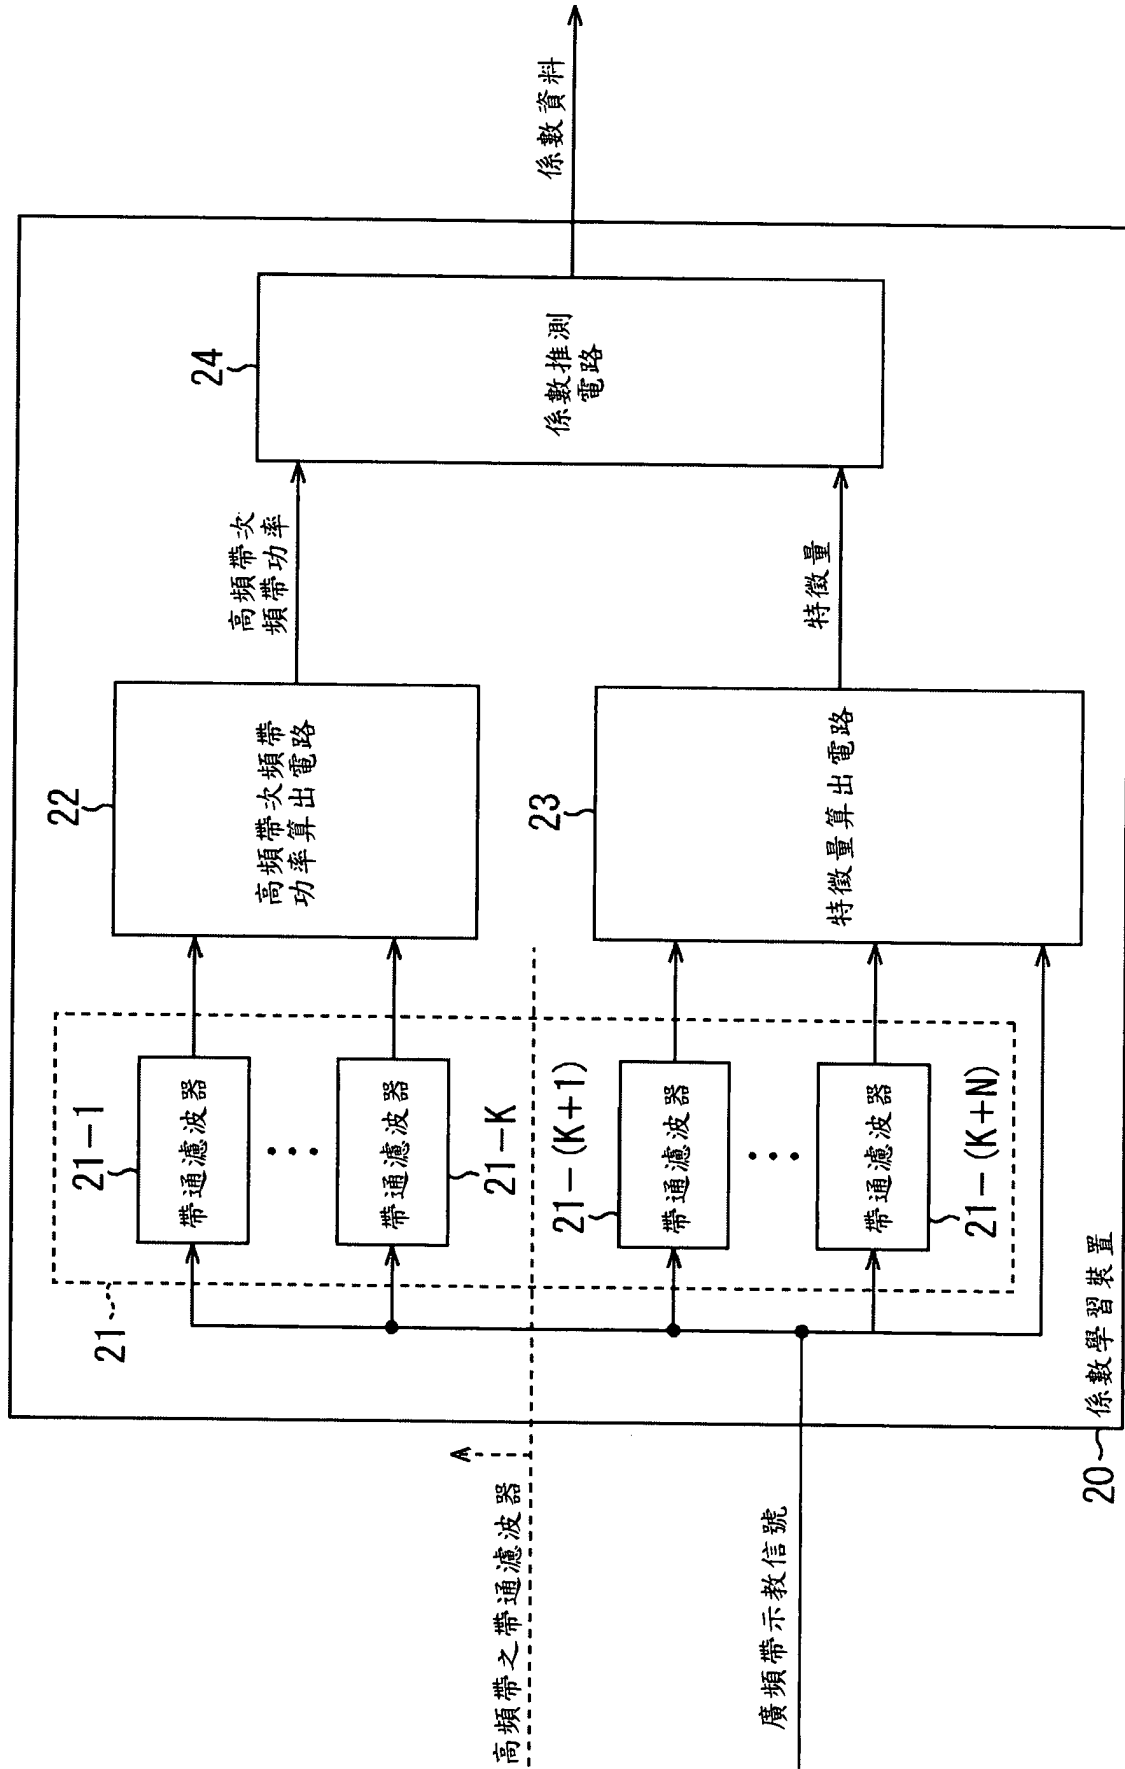 係數學習裝置
20
廣頻帶示教信號
高頻帶之帶通濾波器
21
21-1
帶通濾波器
帶通濾波器
21-K
21-(K+1)
帶通濾波器
帶通濾波器
21-(K+N)
22
高頻帶次頻帶
功率算出電路
23
特徵量算出電路
高頻帶次
頻帶功率
特徵量
24
係數推測
電路
係數資料